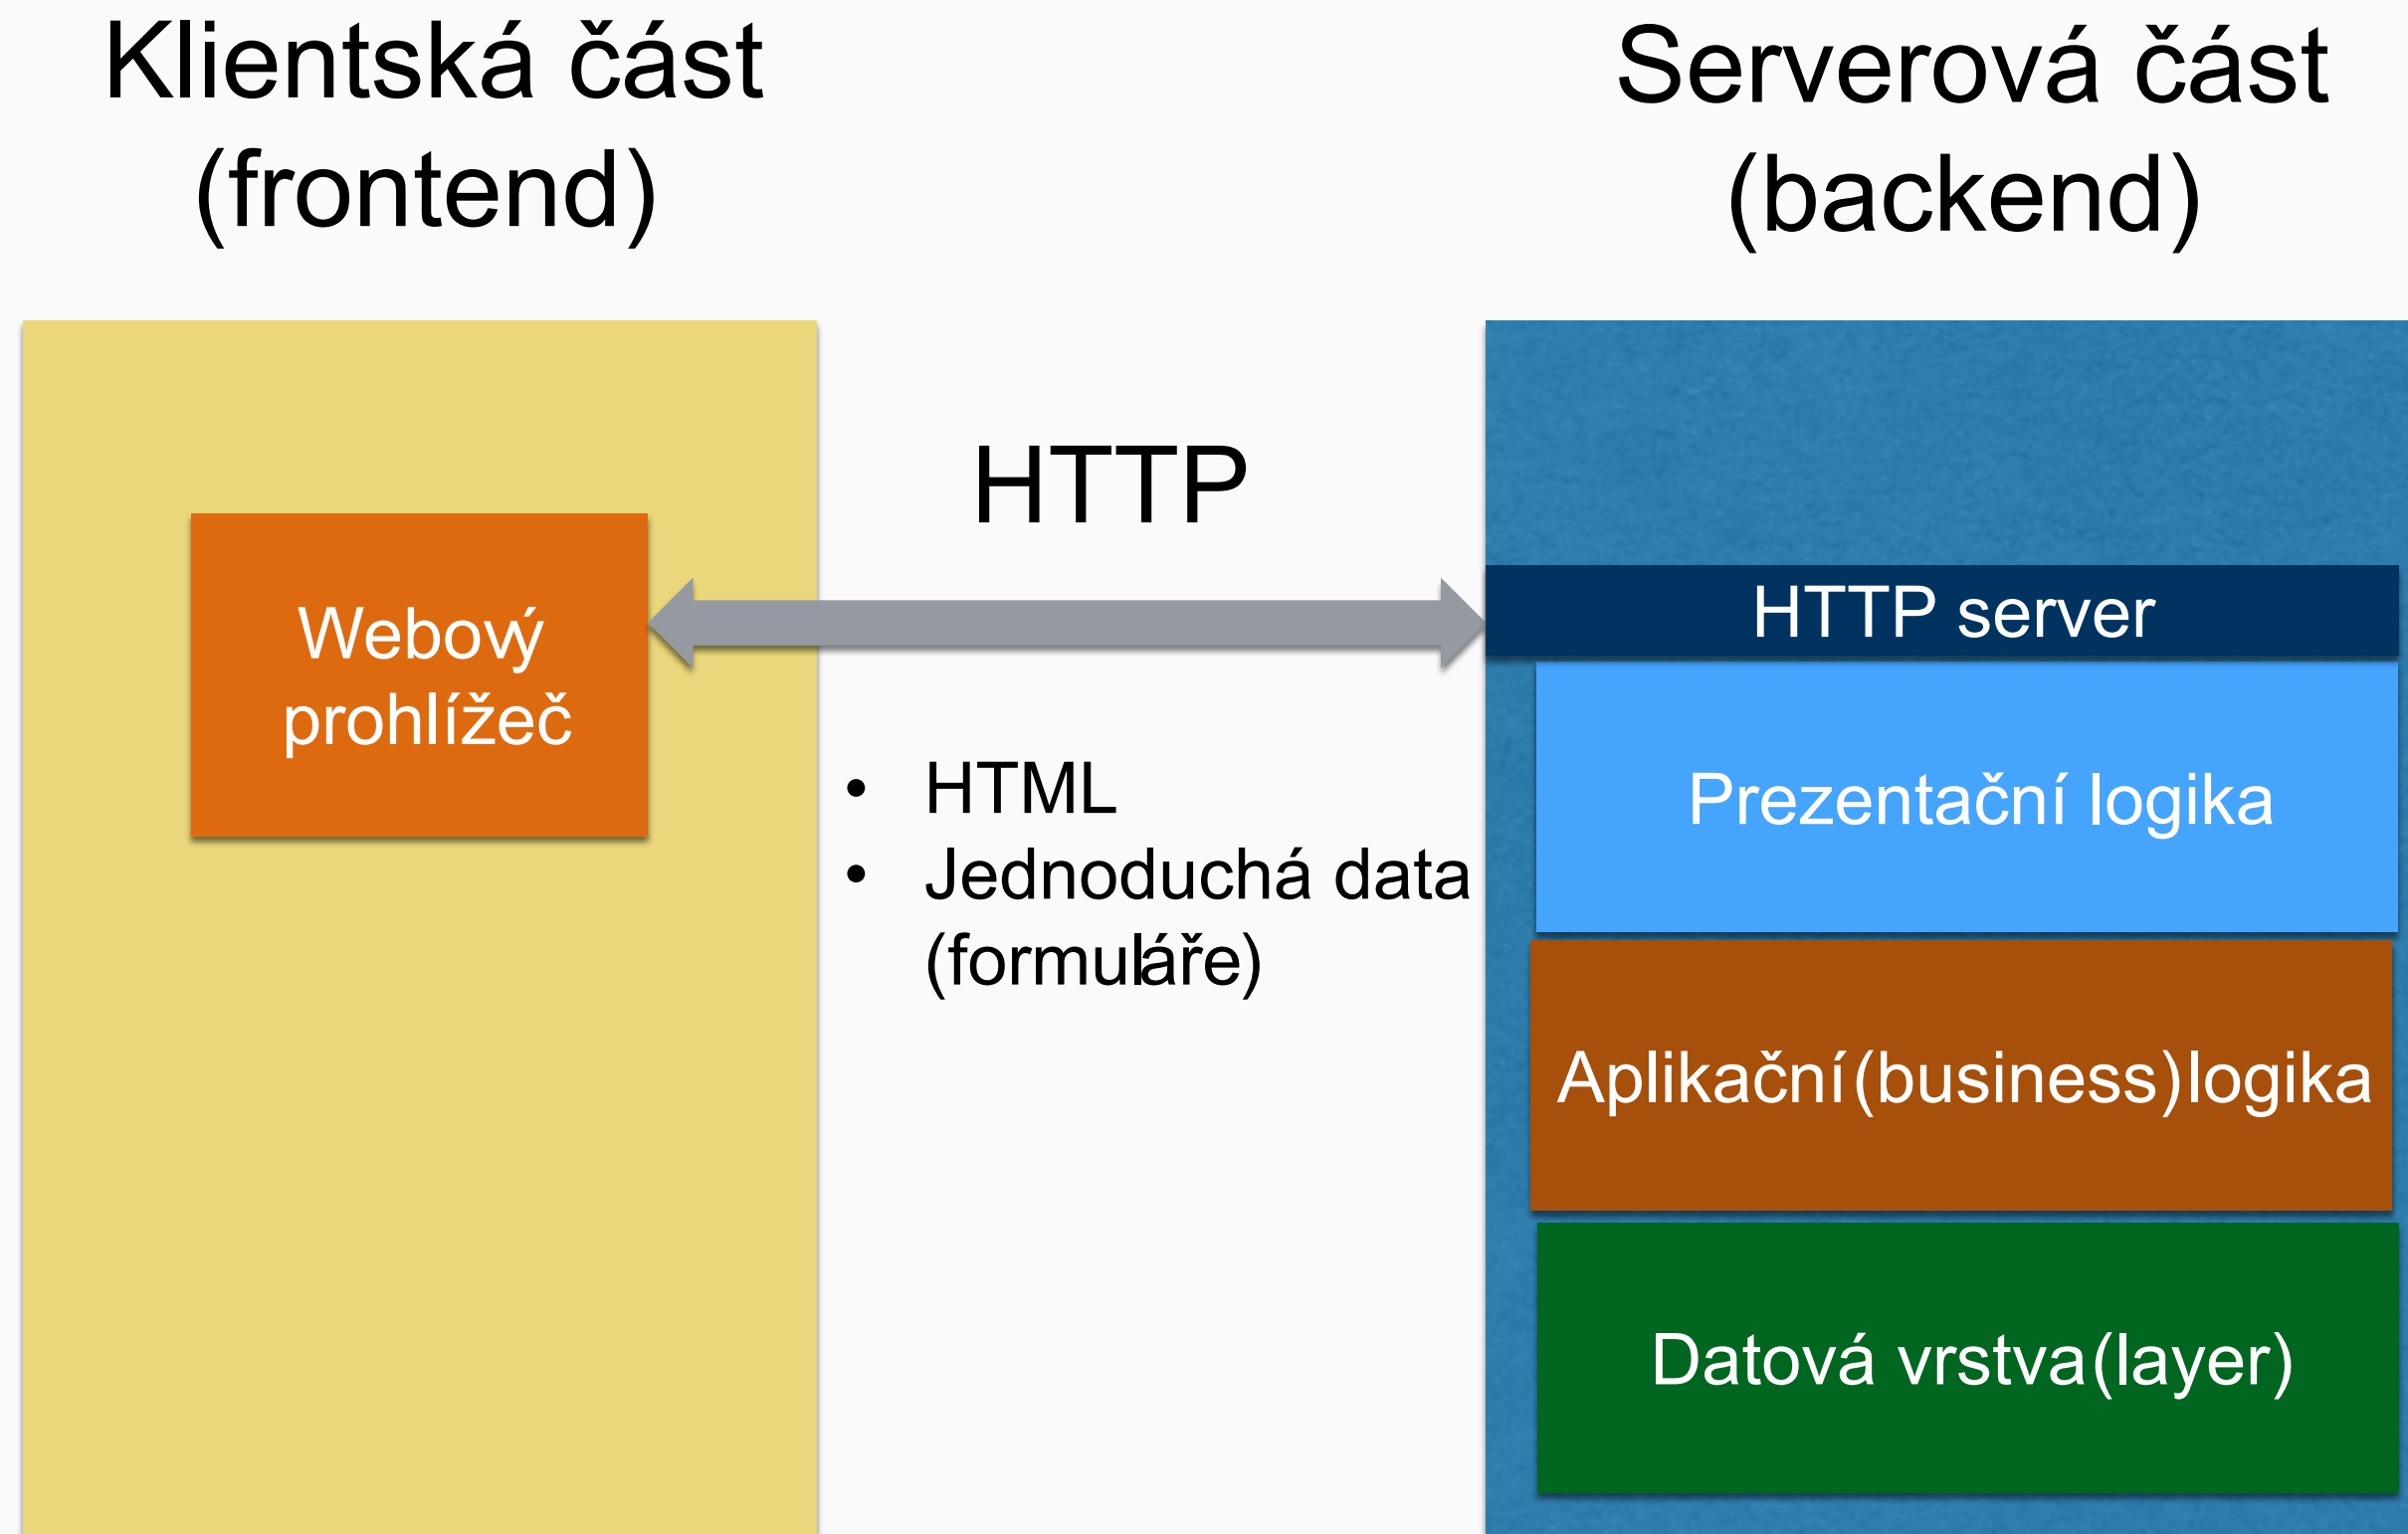 Klientská část
(frontend)
Serverová část
(backend)
HTTP
Webový
prohlížeč
• HTML
• Jednoduchá data
(formuláře)
HTTP server
Prezentační logika
Aplikační(business)logika
Datová vrstva(layer)